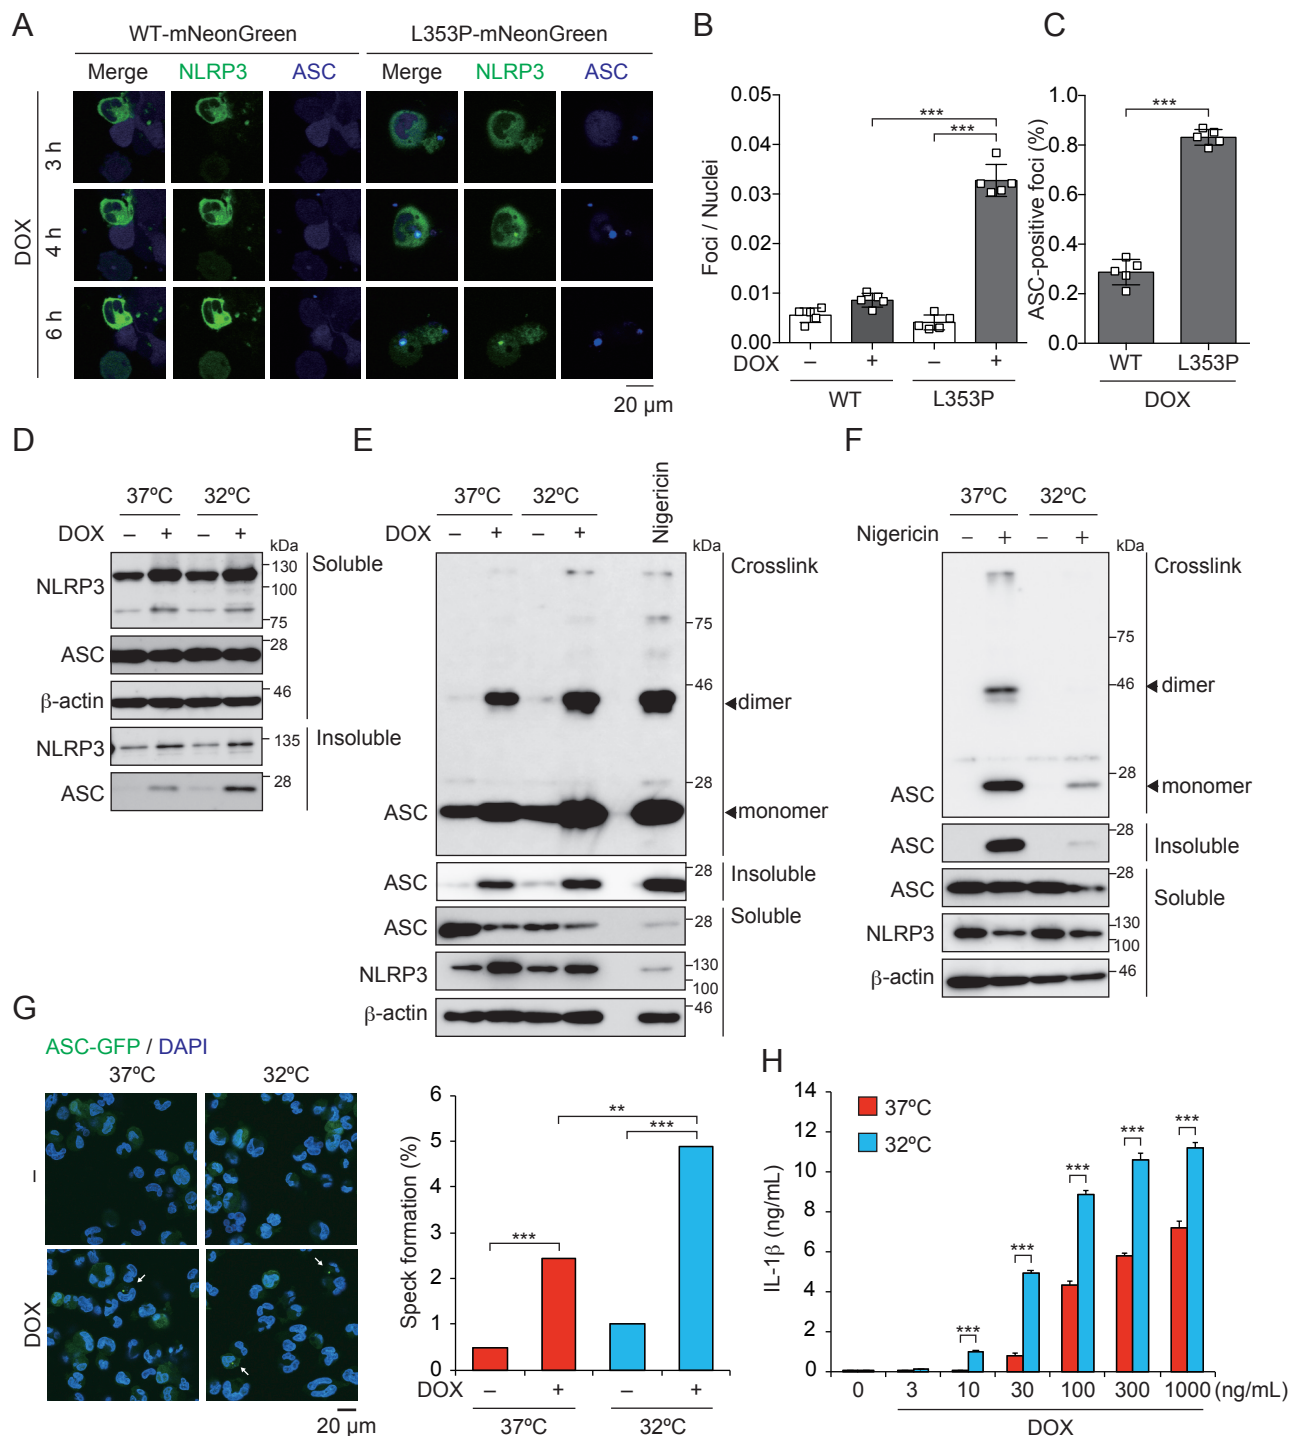 A
WT-mNeonGreen
L353P-mNeonGreen
Merge
NLRP3
ASC
Merge
NLRP3
ASC
DOX
3 h
4 h
6 h
20 µm
B
Foci / Nuclei
0.05
0.04
0.03
0.02
0.01
0.00
***
***
DOX
–
+
–
+
WT
L353P
C
ASC-positive foci (%)
1.0
0.8
0.6
0.4
0.2
0.0
***
WT
L353P
DOX
D
37ºC
32ºC
DOX
–
+
–
+
kDa
NLRP3
130
100
75
Soluble
ASC
28
β-actin
46
NLRP3
135
Insoluble
ASC
28
E
37ºC
32ºC
Nigericin
DOX
–
+
–
+
kDa
Crosslink
75
46
dimer
28
ASC
monomer
ASC
28
Insoluble
ASC
28
Soluble
NLRP3
130
100
β-actin
46
F
37ºC
32ºC
Nigericin
–
+
–
+
kDa
Crosslink
75
46
dimer
28
ASC
monomer
ASC
28
Insoluble
ASC
28
Soluble
NLRP3
130
100
β-actin
46
G
ASC-GFP / DAPI
37ºC
32ºC
–
DOX
20 µm
Speck formation (%)
6
5
4
3
2
1
0
***
**
***
DOX
–
+
–
+
37ºC
32ºC
H
IL-1β (ng/mL)
14
12
10
8
6
4
2
0
37ºC
32ºC
***
***
***
***
***
0
3
10
30
100
300
1000
(ng/mL)
DOX